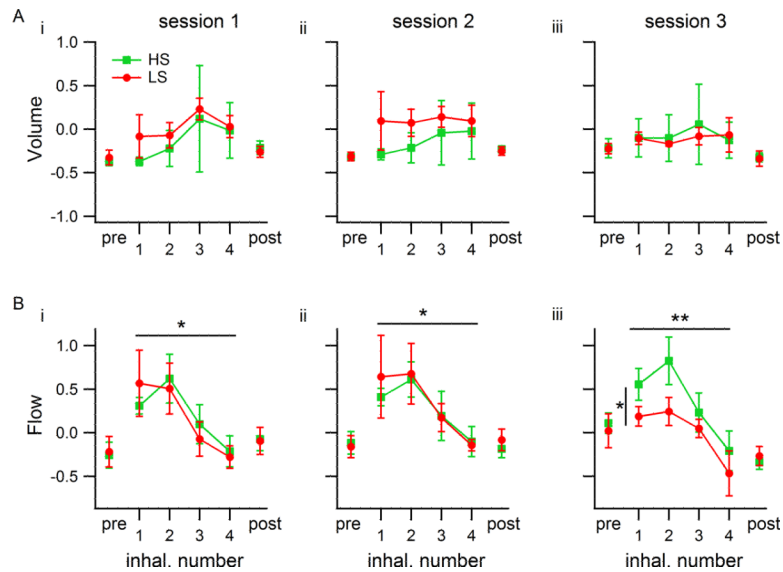 A
session 1
session 2
session 3
i
ii
iii
1.0
0.5
0.0
-0.5
-1.0
Volume
HS
LS
pre
1
2
3
4
post
pre
1
2
3
4
post
pre
1
2
3
4
post
B
i
ii
iii
*
*
**
*
1.0
0.5
0.0
-0.5
Flow
pre
1
2
3
4
post
pre
1
2
3
4
post
pre
1
2
3
4
post
inhal. number
inhal. number
inhal. number